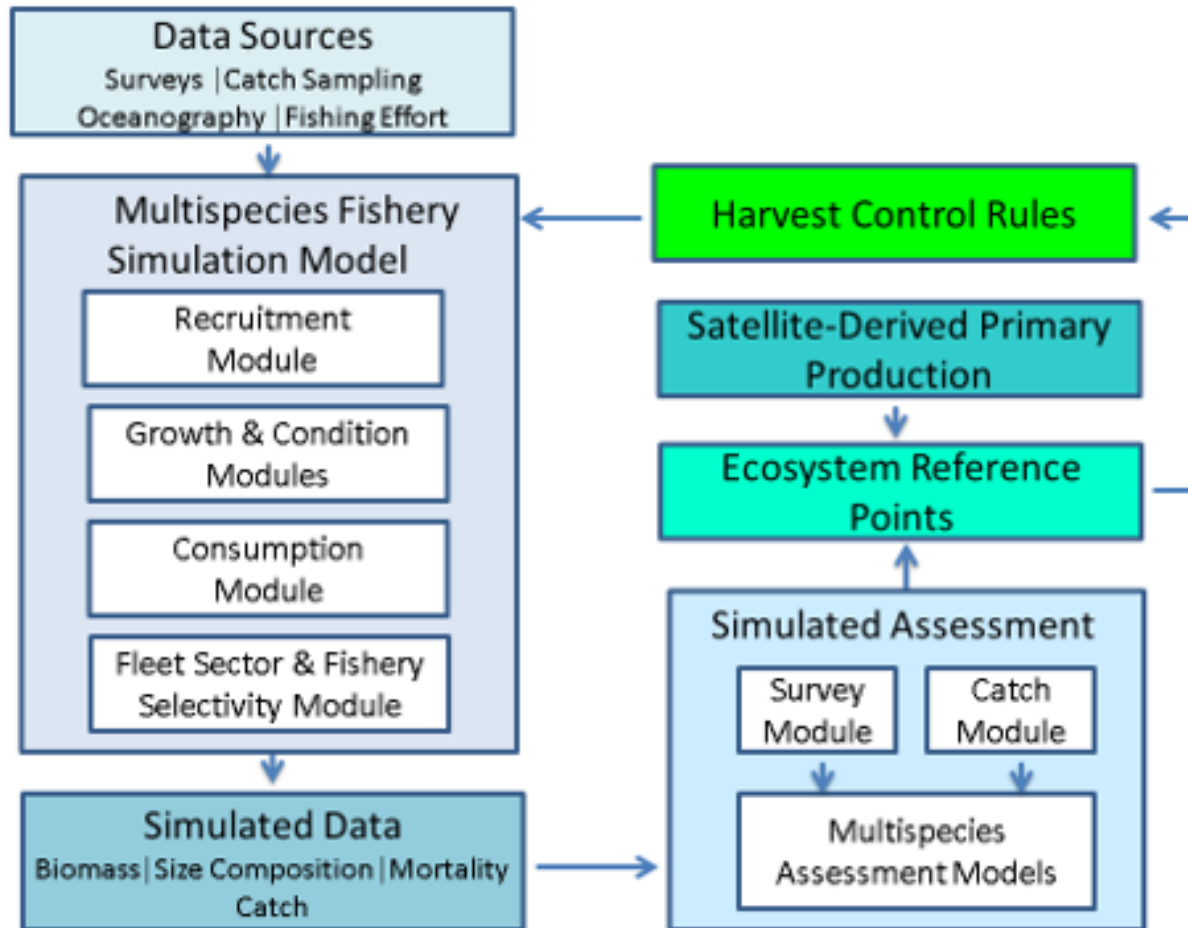 Data Sources
Surveys |Catch Sampling
Oceanography |Fishing Effort
Multispecies Fishery
Simulation Model
Recruitment
Module
Growth & Condition
Modules
Consumption
Module
Fleet Sector & Fishery
Selectivity Module
Simulated Data
Biomass|Size Composition|Mortality
Catch
Harvest Control Rules
Satellite-Derived Primary
Production
Ecosystem Reference
Points
Simulated Assessment
Survey
Module
Catch
Module
Multispecies
Assessment Models